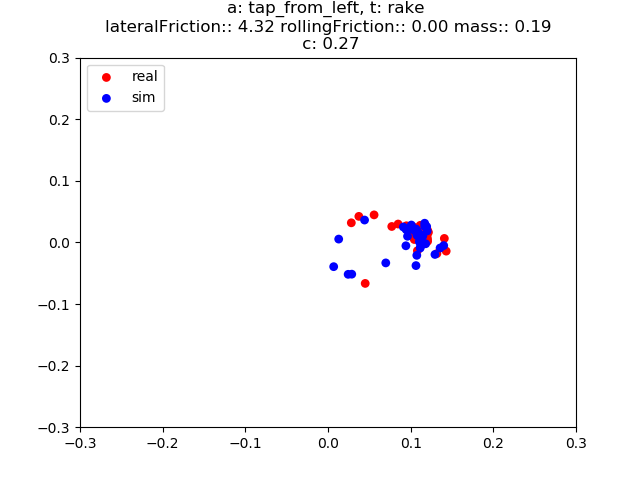 a: tap_from_left, t: rake
lateralFriction:: 4.32 rollingFriction:: 0.00 mass:: 0.19
c: 0.27
real
sim
0.3
0.2
0.1
0.0
−0.1
−0.2
−0.3
−0.3 −0.2 −0.1 0.0 0.1 0.2 0.3